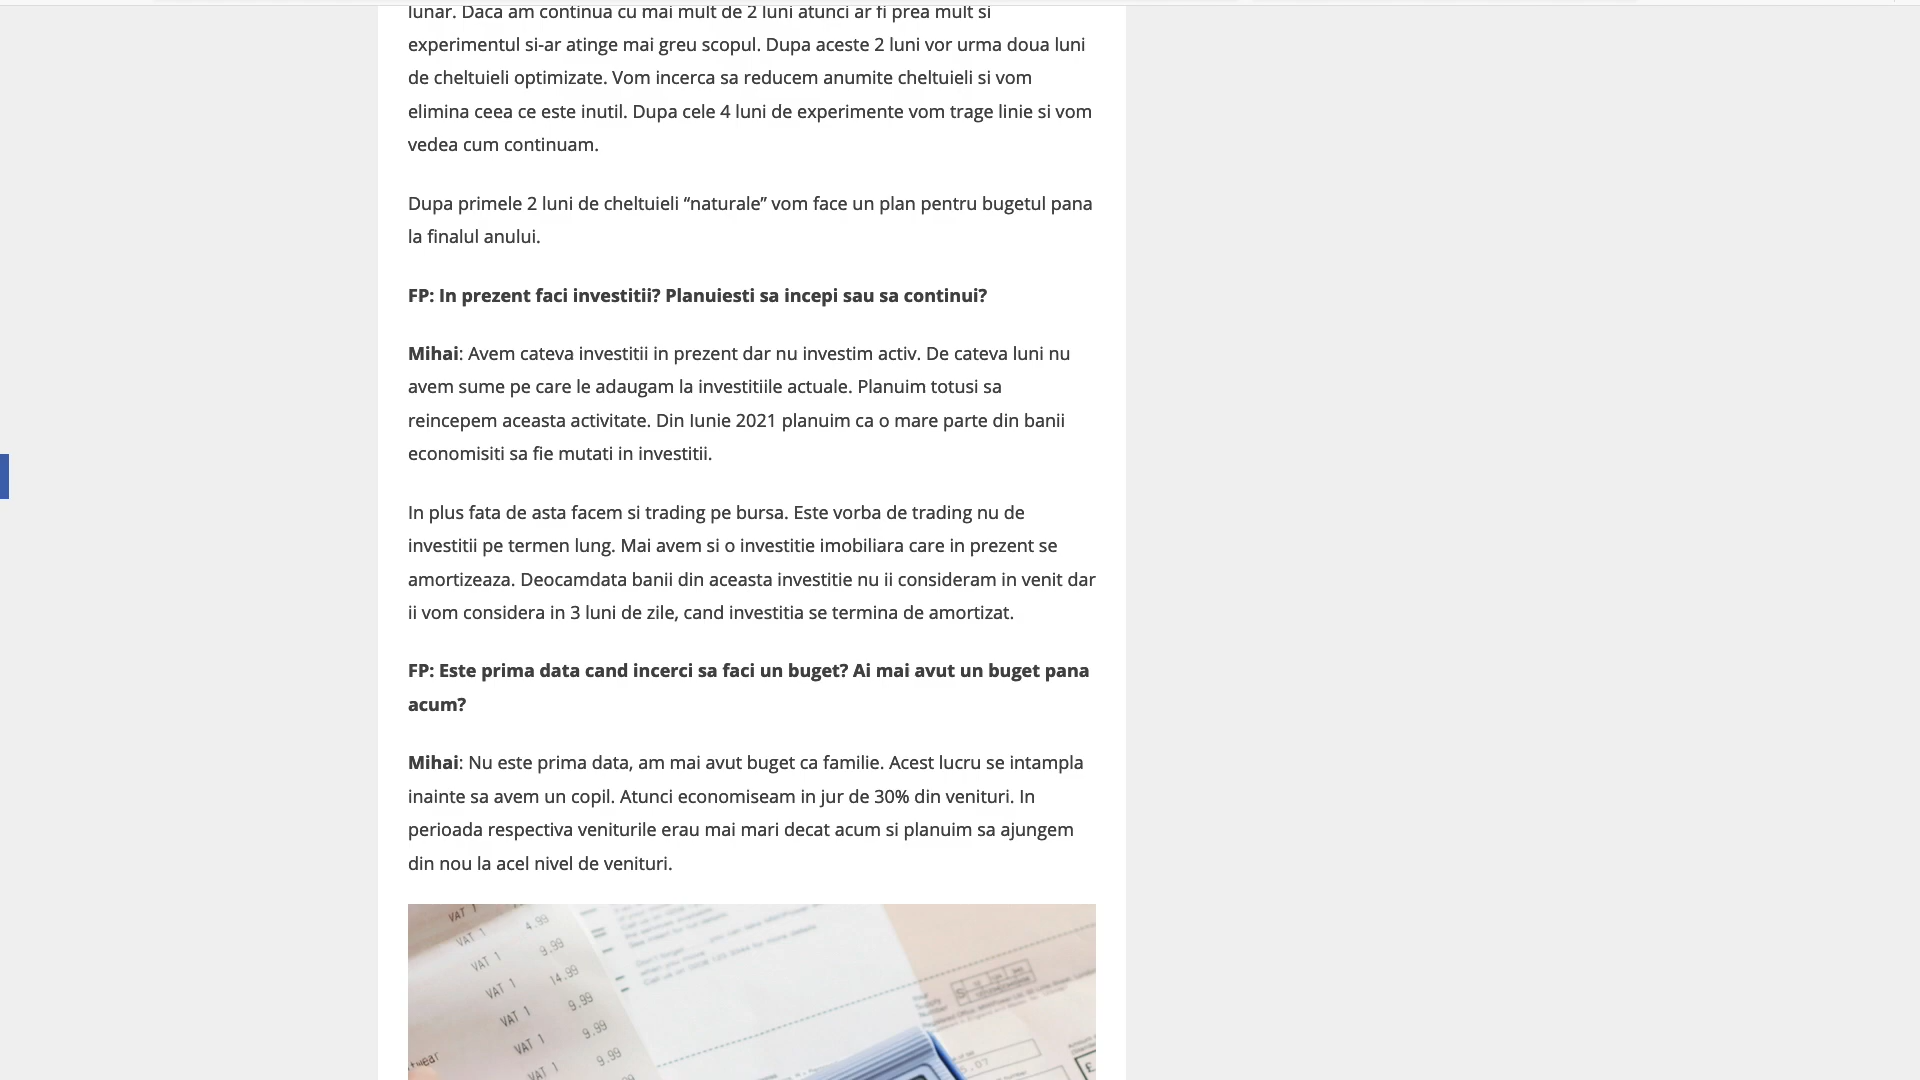 lunar. Daca am continua cu mai mult de 2 luni atunci ar fi prea mult si
experimentul si-ar atinge mai greu scopul. Dupa aceste 2 luni vor urma doua luni
de cheltuieli optimizate. Vom incerca sa reducem anumite cheltuieli si vom
elimina ceea ce este inutil. Dupa cele 4 luni de experimente vom trage linie si vom
vedea cum continuam.
Dupa primele 2 luni de cheltuieli “naturale” vom face un plan pentru bugetul pana
la finalul anului.
FP: In prezent faci investitii? Planuiesti sa incepi sau sa continui?
Mihai: Avem cateva investitii in prezent dar nu investim activ. De cateva luni nu
avem sume pe care le adaugam la investitiile actuale. Planuim totusi sa
reincepem aceasta activitate. Din Iunie 2021 planuim ca o mare parte din banii
economisiti sa fie mutati in investitii.
In plus fata de asta facem si trading pe bursa. Este vorba de trading nu de
investitii pe termen lung. Mai avem si o investitie imobiliara care in prezent se
amortizeaza. Deocamdata banii din aceasta investitie nu ii consideram in venit dar
ii vom considera in 3 luni de zile, cand investitia se termina de amortizat.
FP: Este prima data cand incerci sa faci un buget? Ai mai avut un buget pana
acum?
Mihai: Nu este prima data, am mai avut buget ca familie. Acest lucru se intampla
inainte sa avem un copil. Atunci economiseam in jur de 30% din venituri. In
perioada respectiva veniturile erau mai mari decat acum si planuim sa ajungem
din nou la acel nivel de venituri.
VAT 1
VAT 1 4.99
VAT 1 9.99
VAT 1 14.99
VAT 1 9.99
VAT 1 9.99
VAT 1 9.99